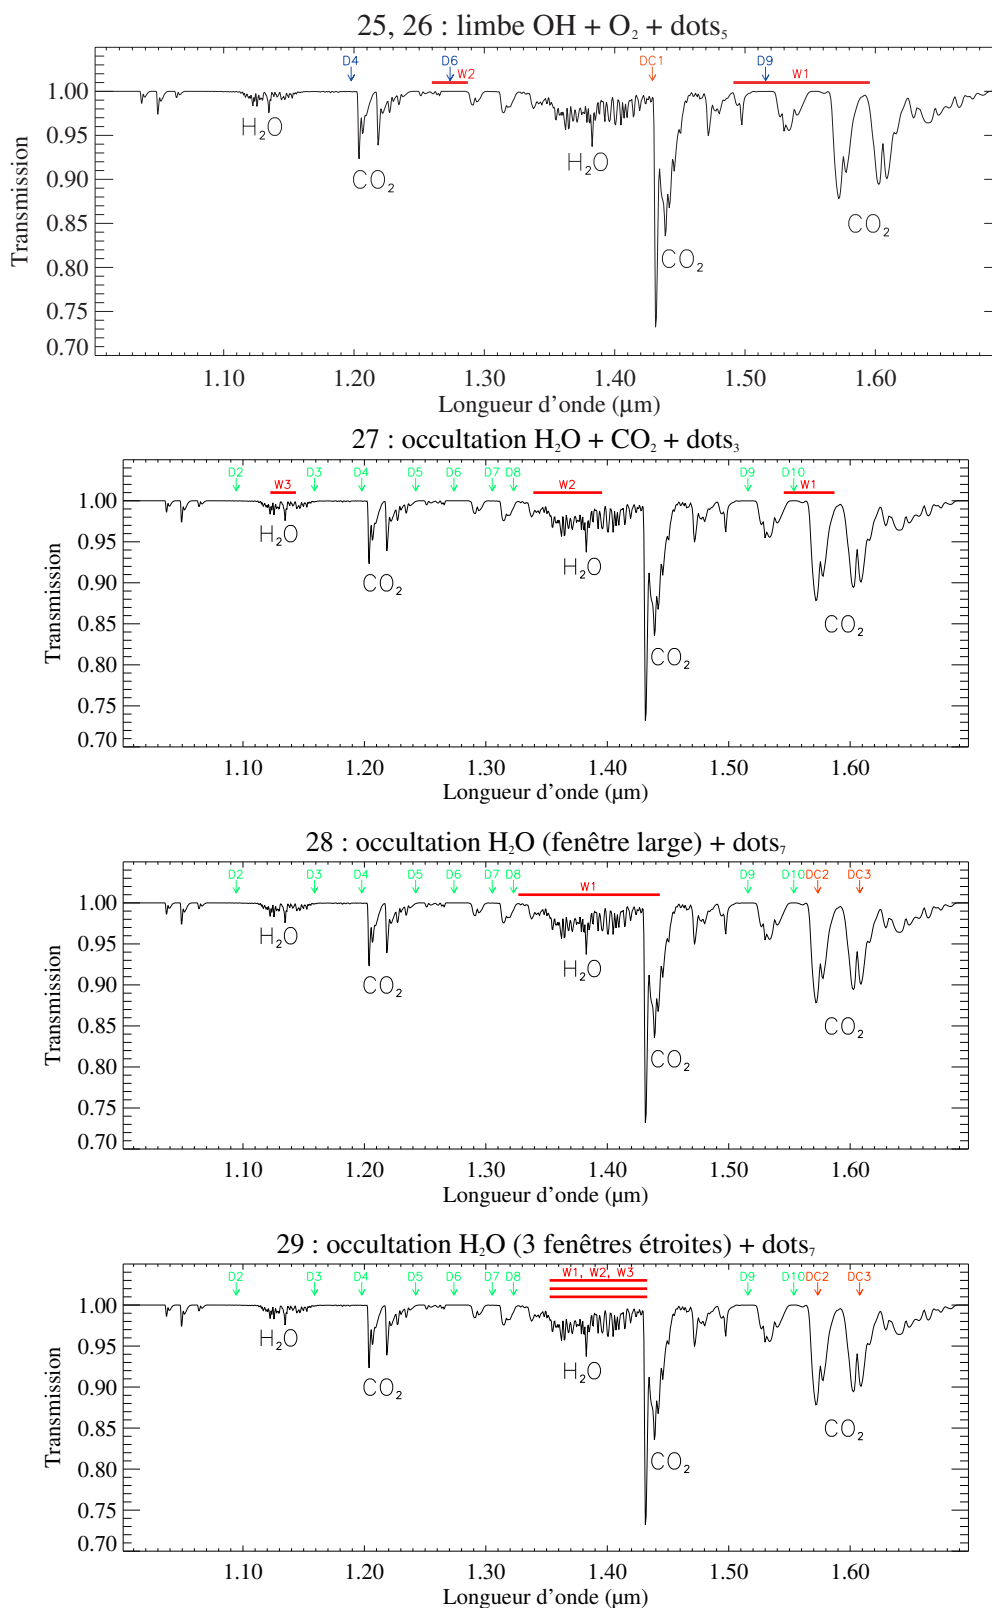 25, 26 : limbe OH + O₂ + dots₅
D4 D6 W2 DC1 D9 W1
1.00
0.95
0.90
0.85
0.80
0.75
0.70
Transmission
H₂O CO₂ H₂O CO₂ CO₂
1.10 1.20 1.30 1.40 1.50 1.60
Longueur d'onde (µm)
27 : occultation H₂O + CO₂ + dots₃
D2 W3 D3 D4 D5 D6 D7 D8 W2 D9 D10 W1
1.00
0.95
0.90
0.85
0.80
0.75
0.70
Transmission
H₂O CO₂ H₂O CO₂ CO₂
1.10 1.20 1.30 1.40 1.50 1.60
Longueur d'onde (µm)
28 : occultation H₂O (fenêtre large) + dots₇
D2 D3 D4 D5 D6 D7 D8 W1 D9 D10 DC2 DC3
1.00
0.95
0.90
0.85
0.80
0.75
0.70
Transmission
H₂O CO₂ H₂O CO₂ CO₂
1.10 1.20 1.30 1.40 1.50 1.60
Longueur d'onde (µm)
29 : occultation H₂O (3 fenêtres étroites) + dots₇
D2 D3 D4 D5 D6 D7 D8 W1, W2, W3 D9 D10 DC2 DC3
1.00
0.95
0.90
0.85
0.80
0.75
0.70
Transmission
H₂O CO₂ H₂O CO₂ CO₂
1.10 1.20 1.30 1.40 1.50 1.60
Longueur d'onde (µm)